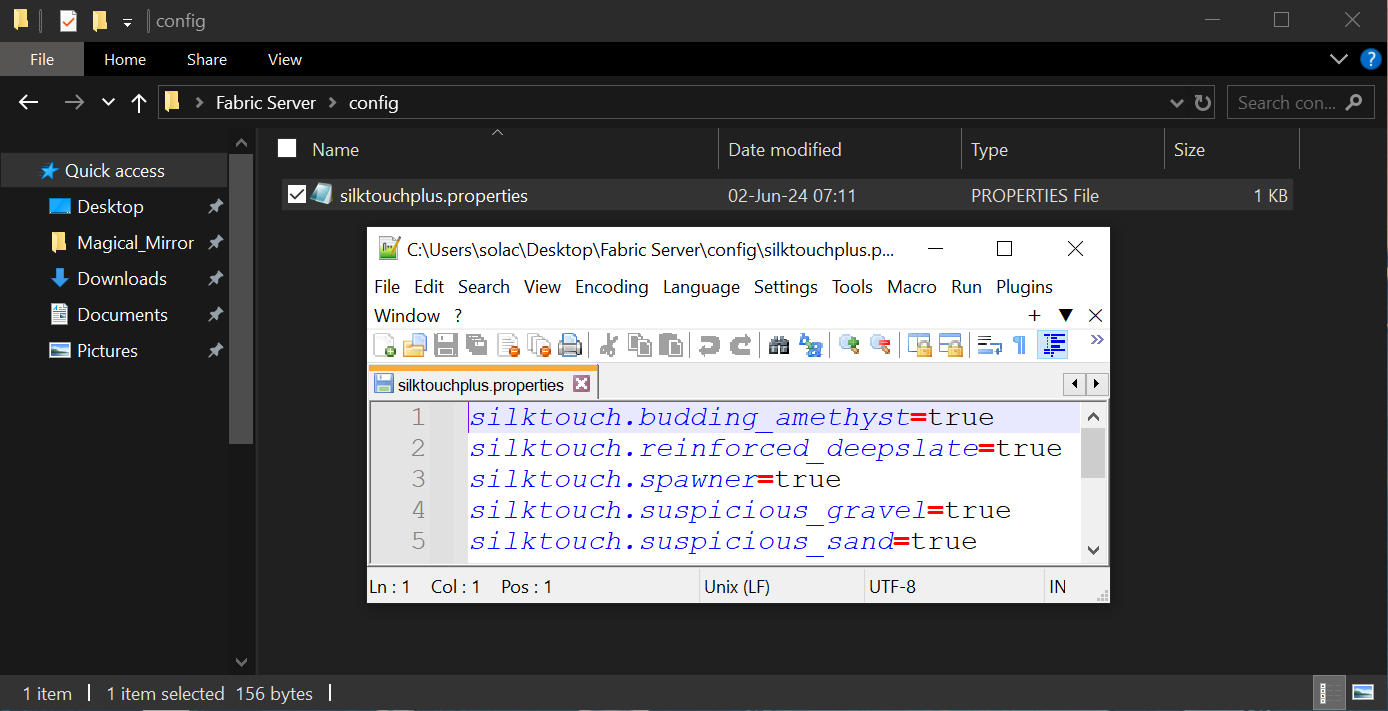 config
File Home Share View
Fabric Server config
Search con...
Name Date modified Type Size
Quick access
Desktop
Magical_Mirror
Downloads
Documents
Pictures
silktouchplus.properties 02-Jun-24 07:11 PROPERTIES File 1 KB
C:\Users\solac\Desktop\Fabric Server\config\silktouchplus.p...
File Edit Search View Encoding Language Settings Tools Macro Run Plugins
Window ?
silktouchplus.properties
1 silktouch.budding_amethyst=true
2 silktouch.reinforced_deepslate=true
3 silktouch.spawner=true
4 silktouch.suspicious_gravel=true
5 silktouch.suspicious_sand=true
Ln : 1 Col : 1 Pos : 1 Unix (LF) UTF-8 IN
1 item 1 item selected 156 bytes